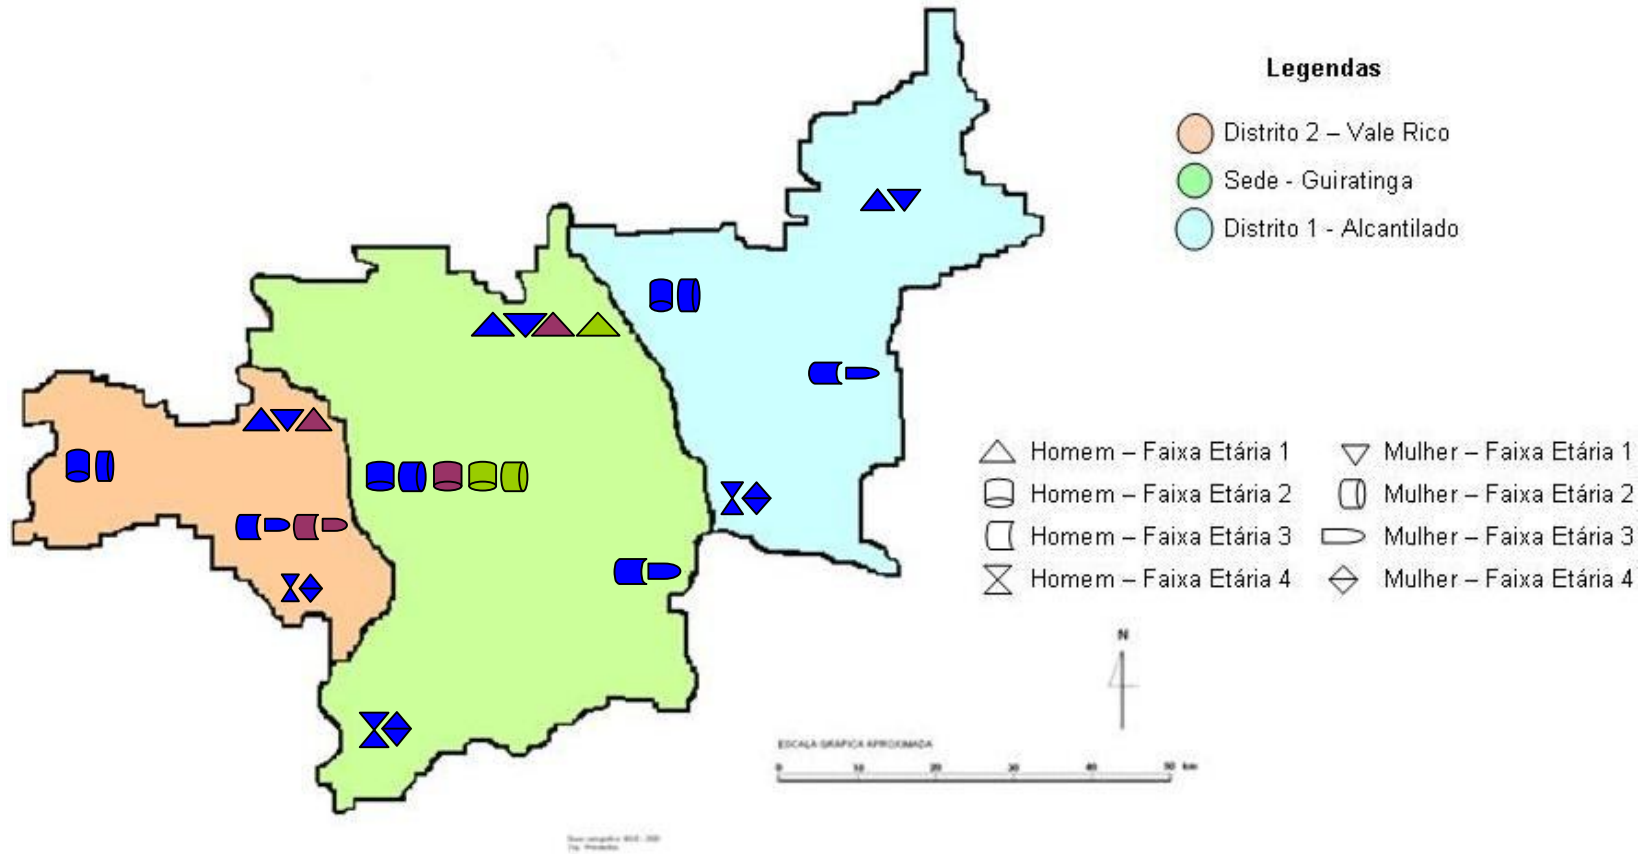 Legendas
Distrito 2 – Vale Rico
Sede - Guiratinga
Distrito 1 - Alcantilado
Homem – Faixa Etária 1
Mulher – Faixa Etária 1
Homem – Faixa Etária 2
Mulher – Faixa Etária 2
Homem – Faixa Etária 3
Mulher – Faixa Etária 3
Homem – Faixa Etária 4
Mulher – Faixa Etária 4
N
ESCALA GRÁFICA APROXIMADA
0 10 20 30 40 50 km